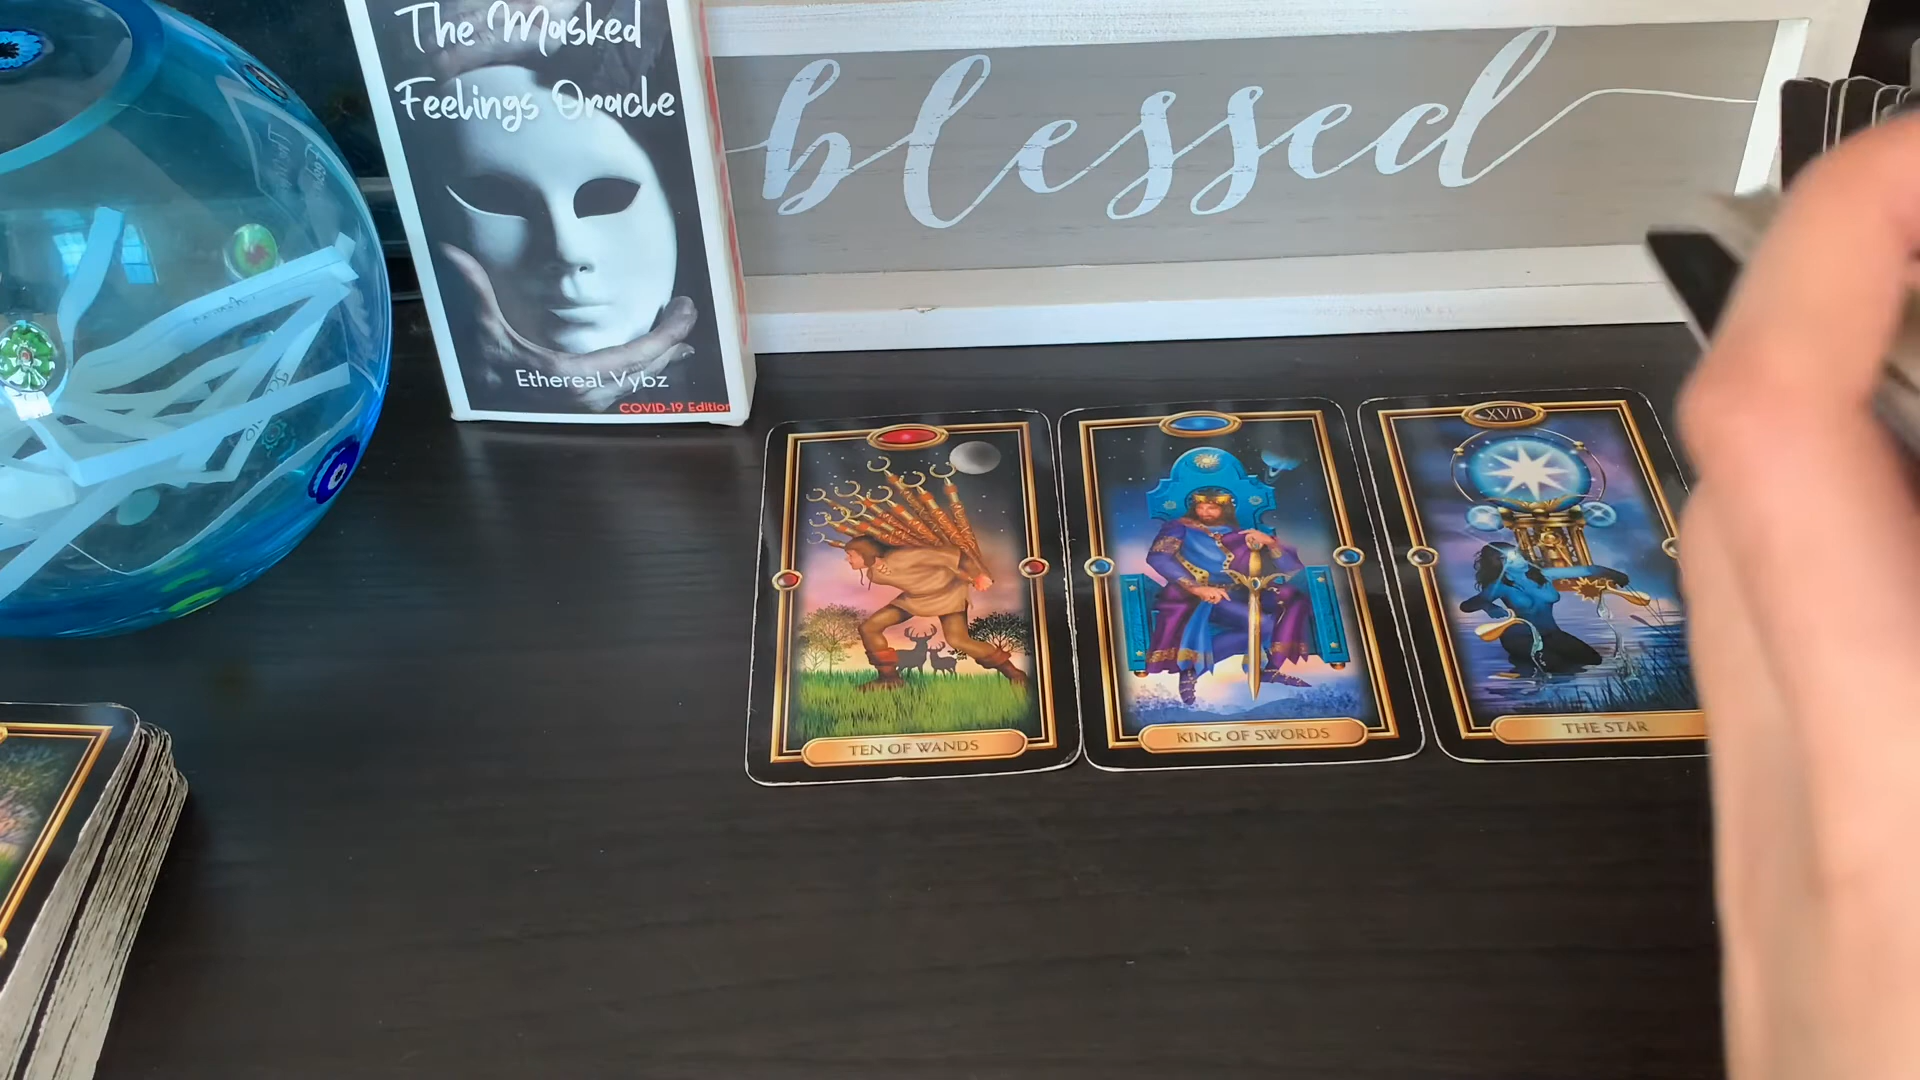 The Masked
Feelings Oracle
Ethereal Vybz
COVID-19 Edition
blessed
XVII
TEN OF WANDS
KING OF SWORDS
THE STAR